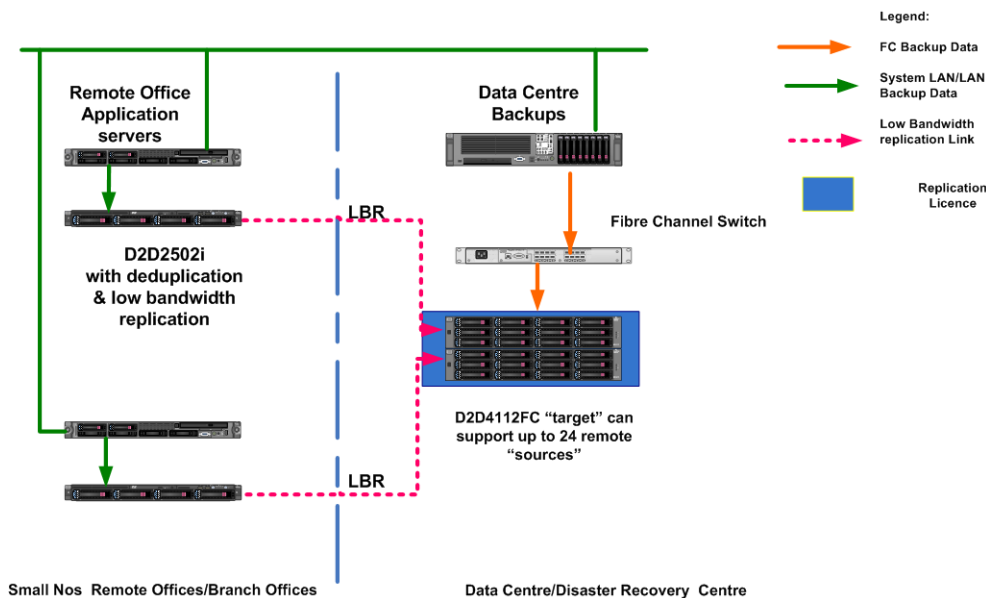 Legend:
FC Backup Data
System LAN/LAN
Backup Data
Low Bandwidth
replication Link
Replication
Licence
Remote Office
Application
servers
Data Centre
Backups
LBR
Fibre Channel Switch
D2D2502i
with deduplication
& low bandwidth
replication
D2D4112FC “target” can
support up to 24 remote
“sources”
LBR
Small Nos  Remote Offices/Branch Offices
Data Centre/Disaster Recovery  Centre